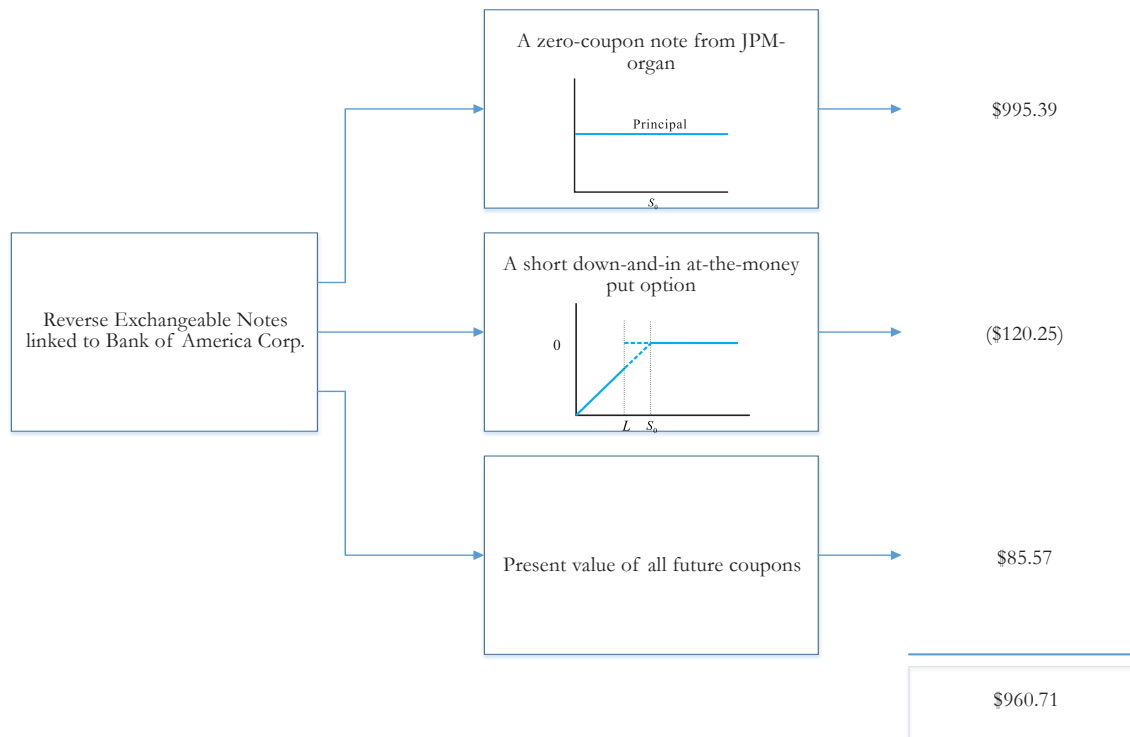 A zero-coupon note from JPM-
organ
Principal
S₀
$995.39
Reverse Exchangeable Notes
linked to Bank of America Corp.
A short down-and-in at-the-money
put option
0
L S₀
($120.25)
Present value of all future coupons
$85.57
$960.71